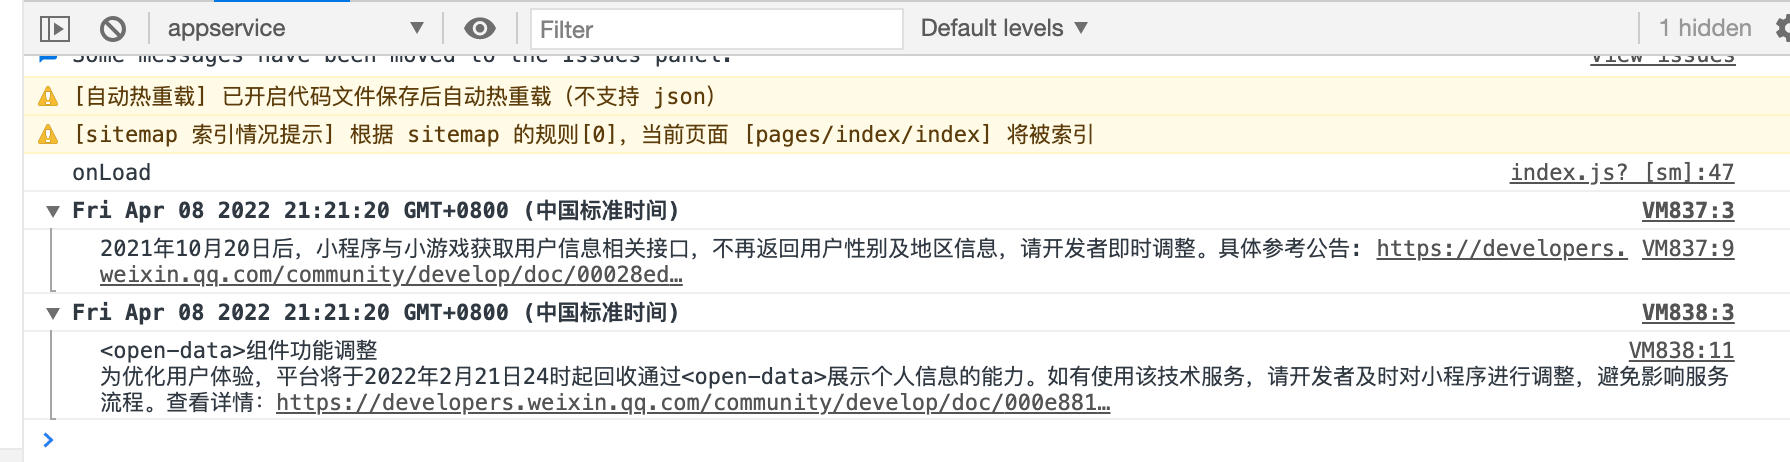 appservice Filter Default levels 1 hidden
Some messages have been moved to the Issues panel. View issues
[自动热重载] 已开启代码文件保存后自动热重载（不支持 json）
[sitemap 索引情况提示] 根据 sitemap 的规则[0]，当前页面 [pages/index/index] 将被索引
onLoad index.js? [sm]:47
Fri Apr 08 2022 21:21:20 GMT+0800 (中国标准时间) VM837:3
2021年10月20日后，小程序与小游戏获取用户信息相关接口，不再返回用户性别及地区信息，请开发者即时调整。具体参考公告: https://developers. VM837:9
weixin.qq.com/community/develop/doc/00028ed…
Fri Apr 08 2022 21:21:20 GMT+0800 (中国标准时间) VM838:3
<open-data>组件功能调整 VM838:11
为优化用户体验，平台将于2022年2月21日24时起回收通过<open-data>展示个人信息的能力。如有使用该技术服务，请开发者及时对小程序进行调整，避免影响服务
流程。查看详情: https://developers.weixin.qq.com/community/develop/doc/000e881…